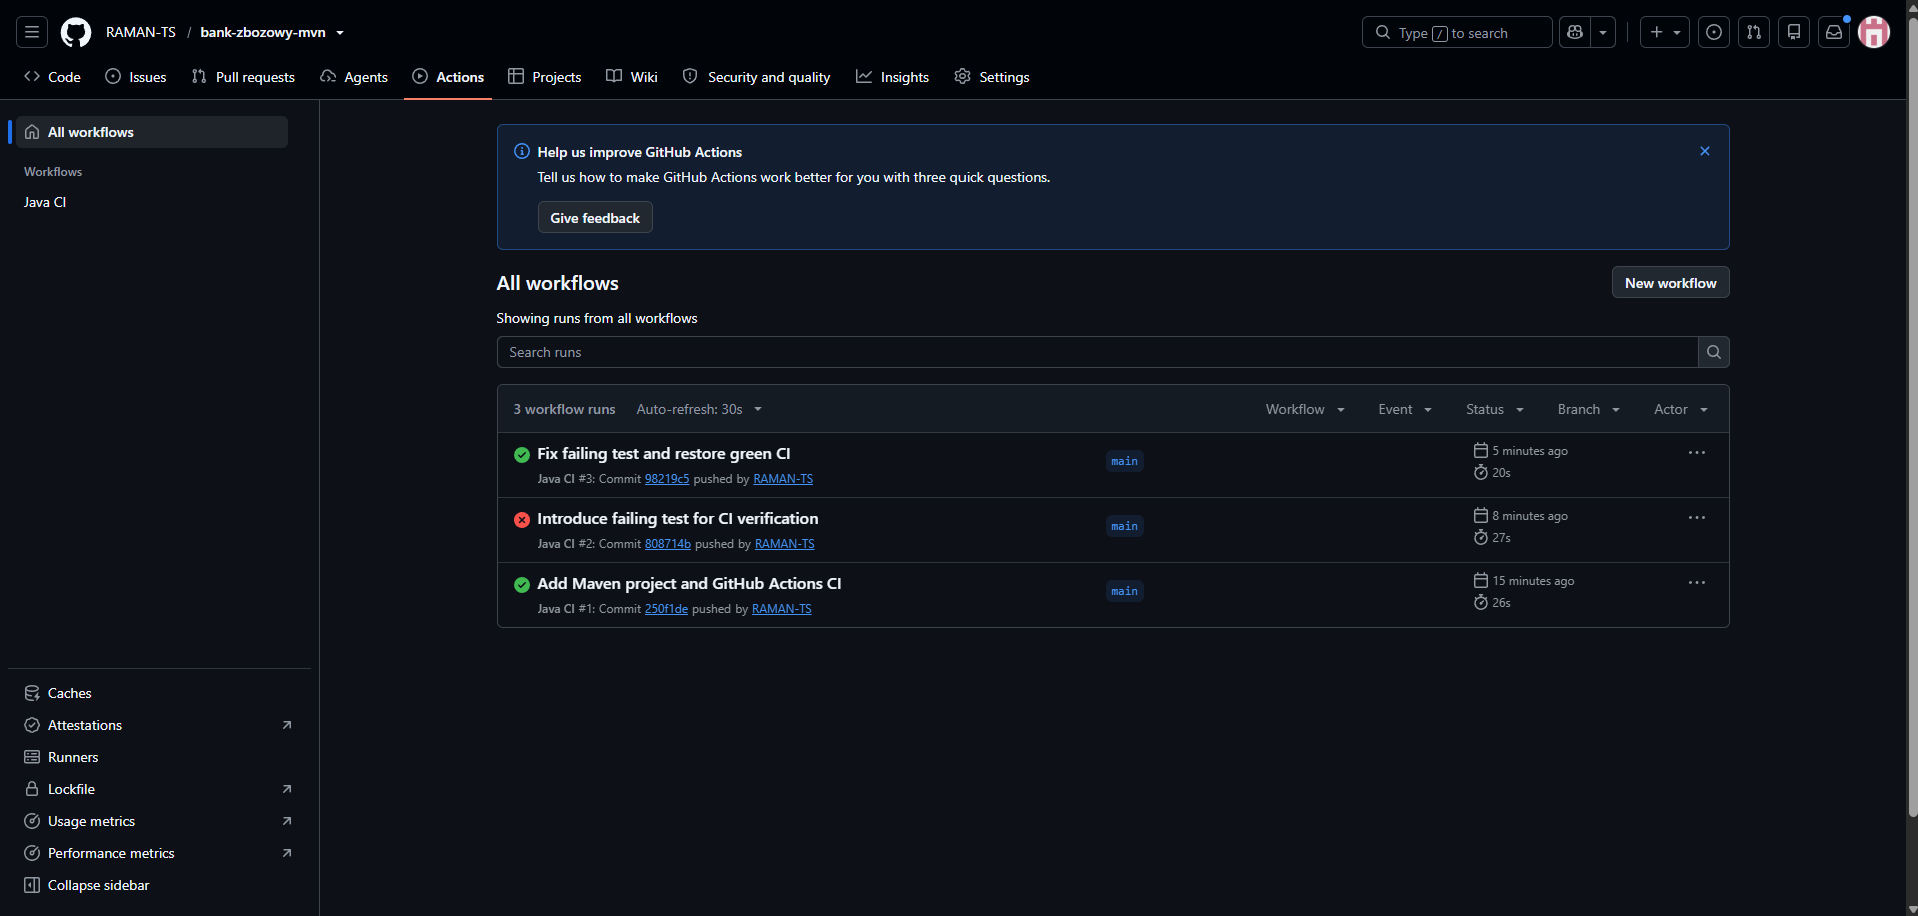 RAMAN-TS / bank-zbozowy-mvn
Type / to search
Code Issues Pull requests Agents Actions Projects Wiki Security and quality Insights Settings
All workflows
Workflows
Java CI
Caches
Attestations
Runners
Lockfile
Usage metrics
Performance metrics
Collapse sidebar
Help us improve GitHub Actions
Tell us how to make GitHub Actions work better for you with three quick questions.
Give feedback
All workflows
New workflow
Showing runs from all workflows
Search runs
3 workflow runs Auto-refresh: 30s Workflow Event Status Branch Actor
Fix failing test and restore green CI
main
5 minutes ago
Java CI #3: Commit 98219c5 pushed by RAMAN-TS
20s
Introduce failing test for CI verification
main
8 minutes ago
Java CI #2: Commit 808714b pushed by RAMAN-TS
27s
Add Maven project and GitHub Actions CI
main
15 minutes ago
Java CI #1: Commit 250f1de pushed by RAMAN-TS
26s